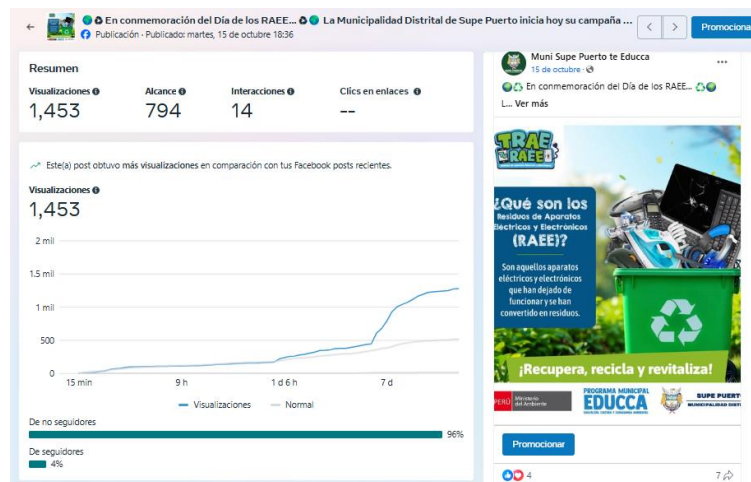 ♻ En conmemoración del Día de los RAEE... ♻ La Municipalidad Distrital de Supe Puerto inicia hoy su campaña ...
Publicación · Publicado: martes, 15 de octubre 18:36
Promociona
Resumen
Visualizaciones Alcance Interacciones Clics en enlaces
1,453 794 14 --
Este(a) post obtuvo más visualizaciones en comparación con tus Facebook posts recientes.
Visualizaciones
1,453
2 mil
1.5 mil
1 mil
500
0
15 min 9 h 1 d 6 h 7 d
Visualizaciones Normal
De no seguidores
96%
De seguidores
4%
Muni Supe Puerto te Educca
15 de octubre ·
♻ En conmemoración del Día de los RAEE... ♻
L... Ver más
TRAE
RAEE
¿Qué son los
Residuos de Aparatos
Eléctricos y Electrónicos
(RAEE)?
Son aquellos aparatos
eléctricos y electrónicos
que han dejado de
funcionar y se han
convertido en residuos.
¡Recupera, recicla y revitaliza!
PERÚ Ministerio
del Ambiente
PROGRAMA MUNICIPAL
EDUCCA
SUPE PUERT
Promocionar
4 7